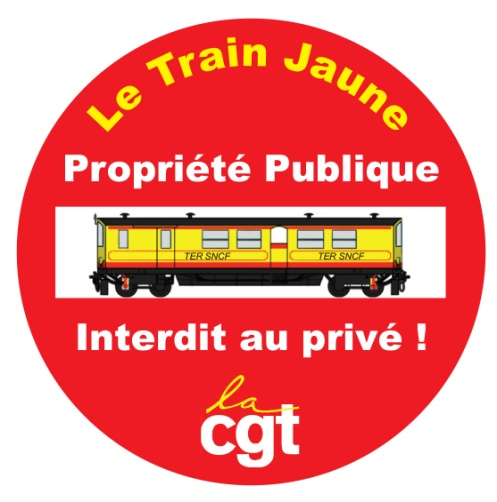 Le Train Jaune
Propriété Publique
TER SNCF TER SNCF
Interdit au privé !
la
cgt